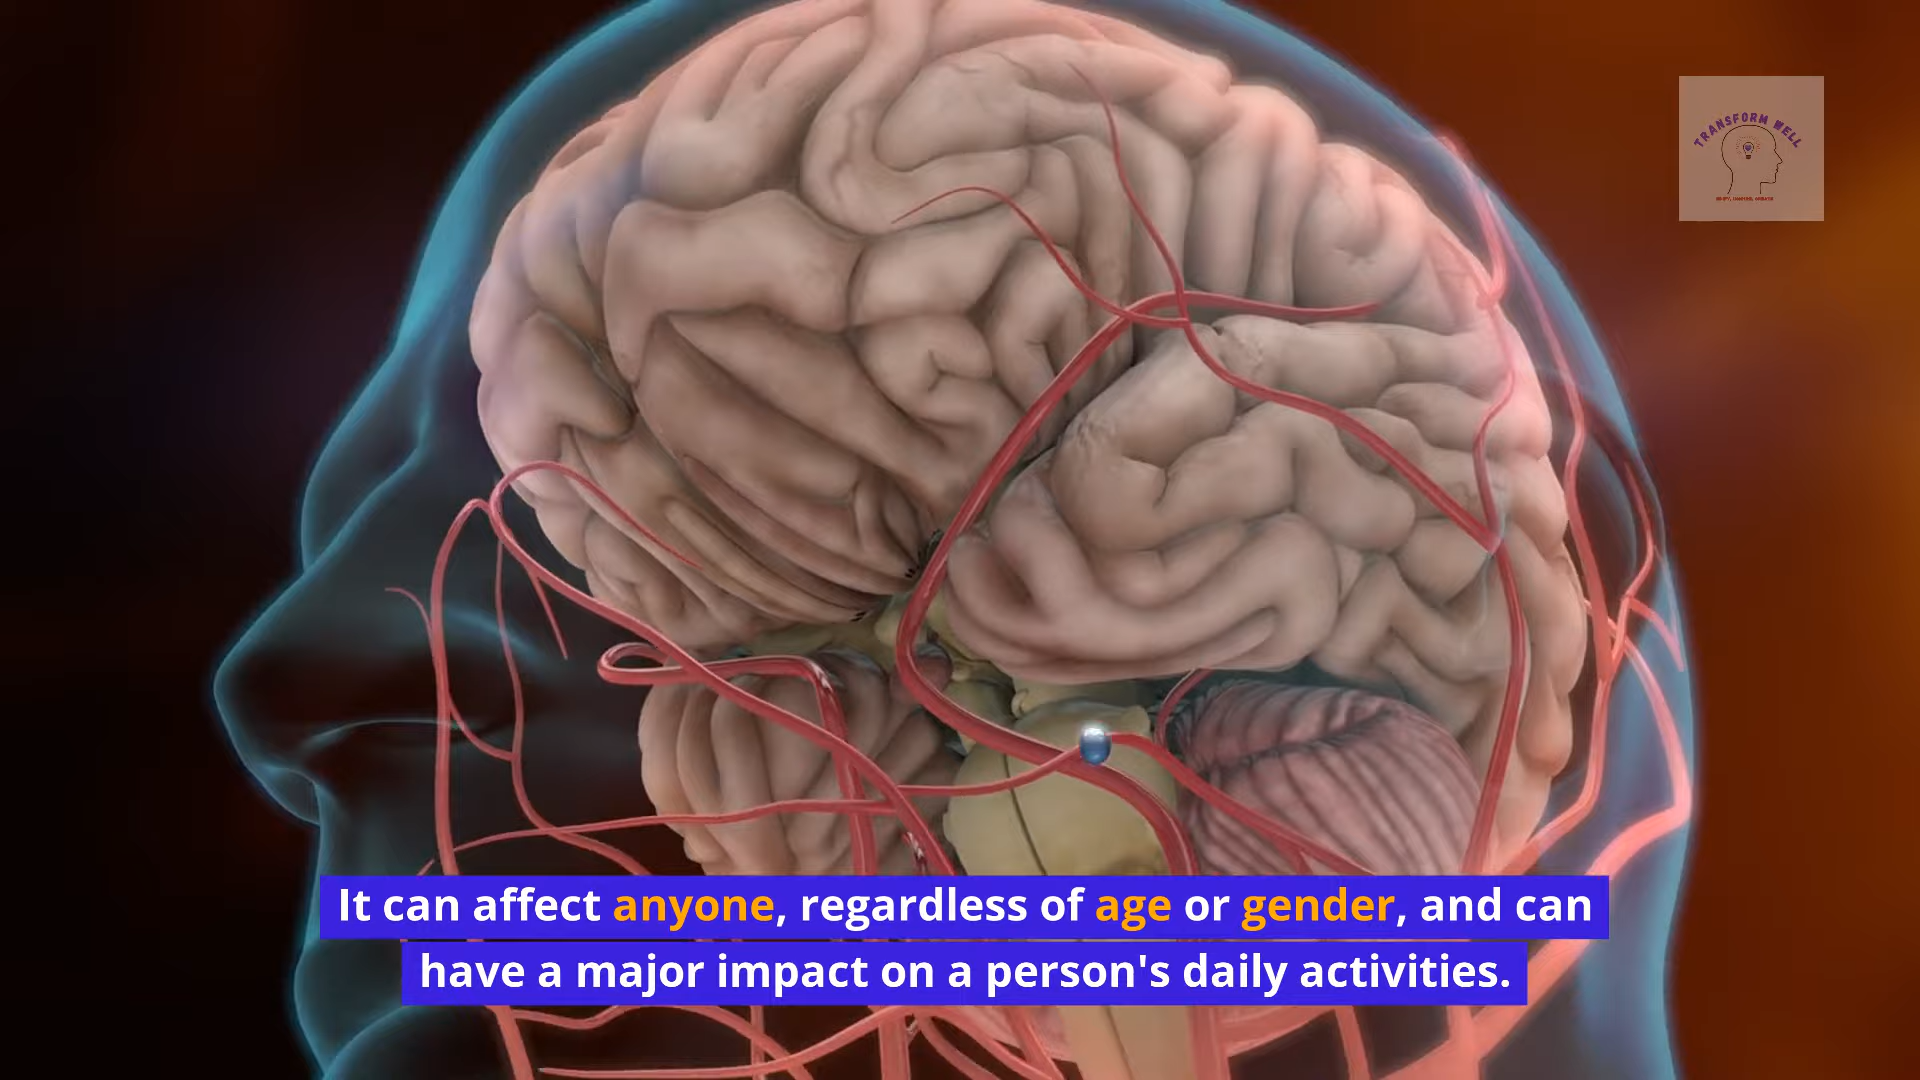 TRANSFORM WELL
It can affect anyone, regardless of age or gender, and can
have a major impact on a person's daily activities.